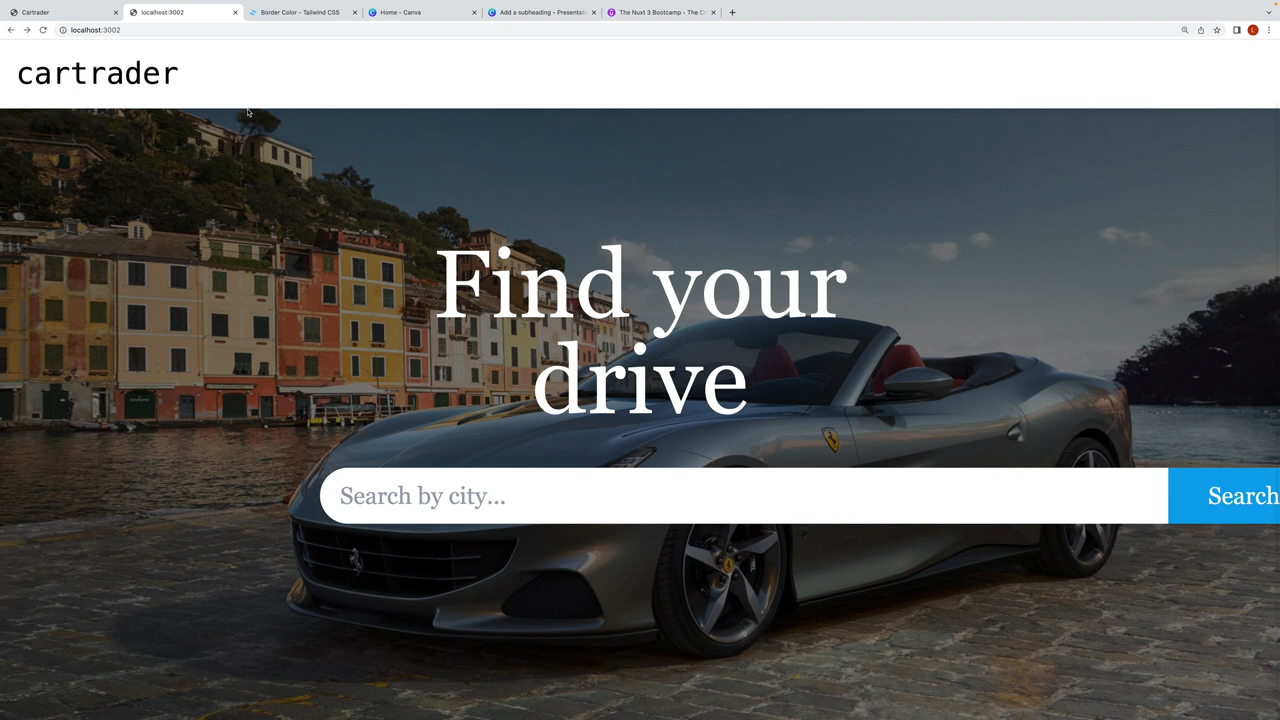 Cartrader
localhost:3002
Border Color - Tailwind CSS
Home - Canva
Add a subheading - Presentat
The Nuxt 3 Bootcamp - The C
localhost:3002
L
cartrader
Find your
drive
Search by city...
Search